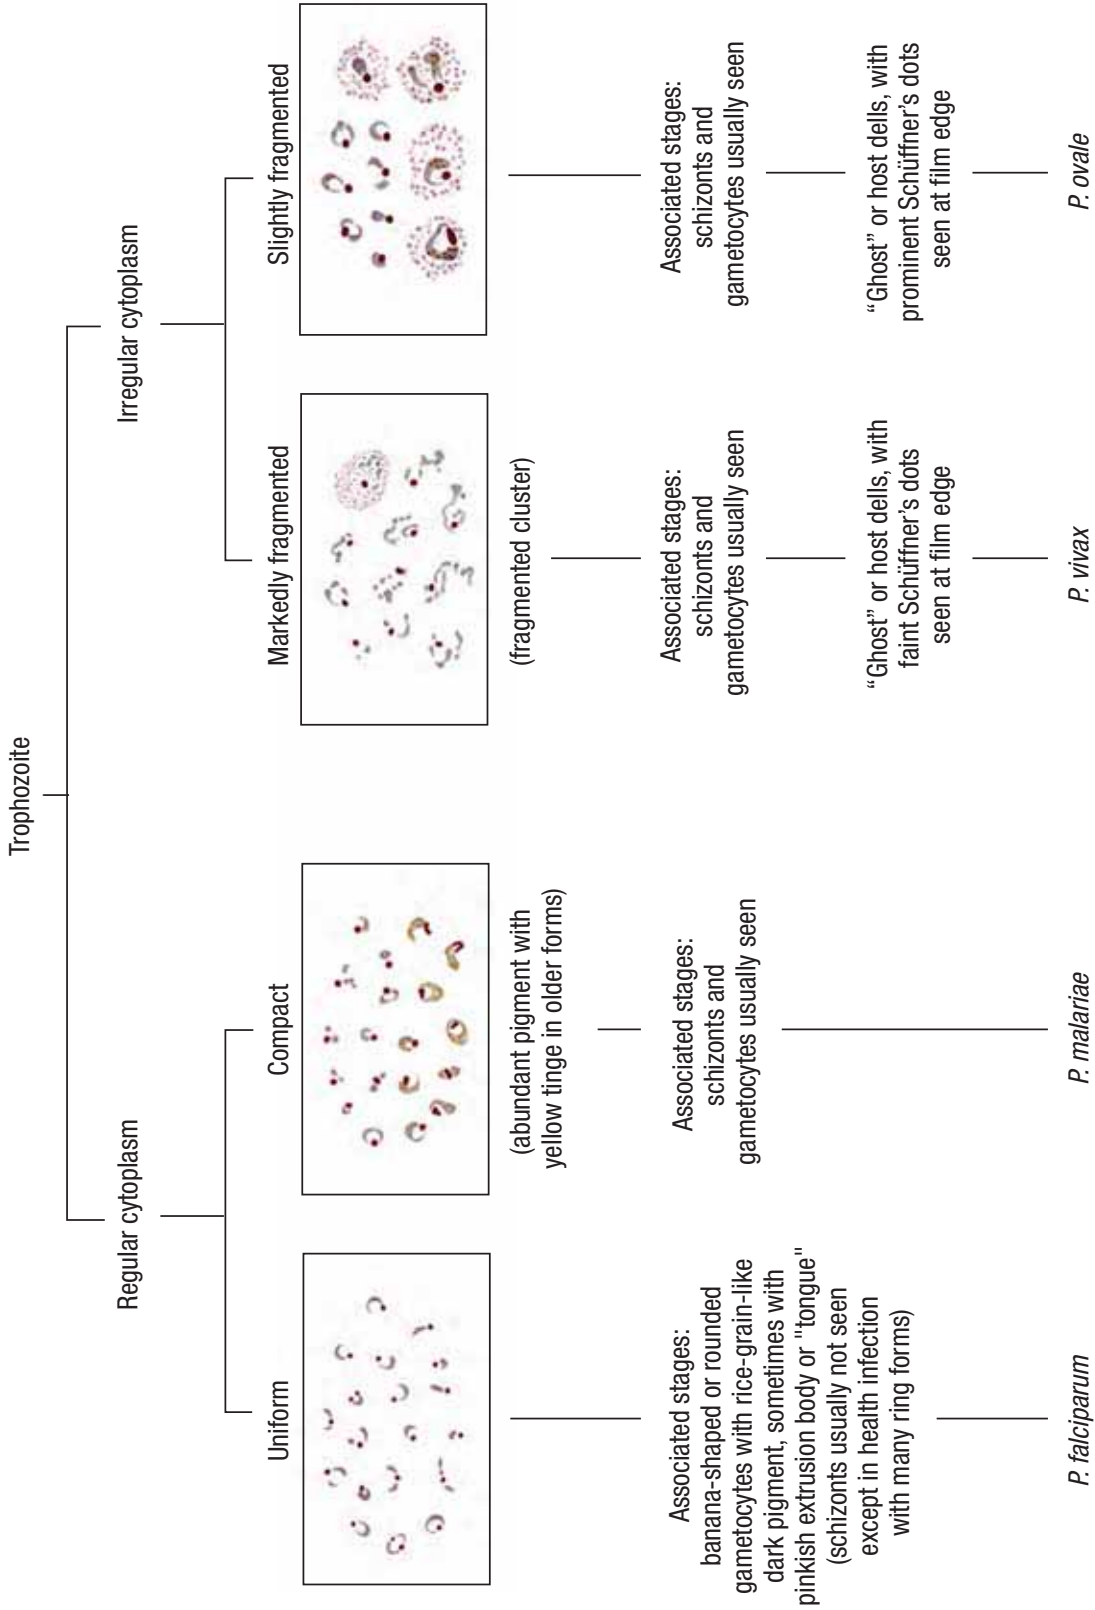 Trophozoite
Regular cytoplasm
Irregular cytoplasm
Uniform
Compact
Markedly fragmented
Slightly fragmented
(abundant pigment with
yellow tinge in older forms)
(fragmented cluster)
Associated stages:
banana-shaped or rounded
gametocytes with rice-grain-like
dark pigment, sometimes with
pinkish extrusion body or "tongue"
(schizonts usually not seen
except in health infection
with many ring forms)
Associated stages:
schizonts and
gametocytes usually seen
Associated stages:
schizonts and
gametocytes usually seen
Associated stages:
schizonts and
gametocytes usually seen
“Ghost” or host dells, with
faint Schüffner’s dots
seen at film edge
“Ghost” or host dells, with
prominent Schüffner’s dots
seen at film edge
P. falciparum
P. malariae
P. vivax
P. ovale